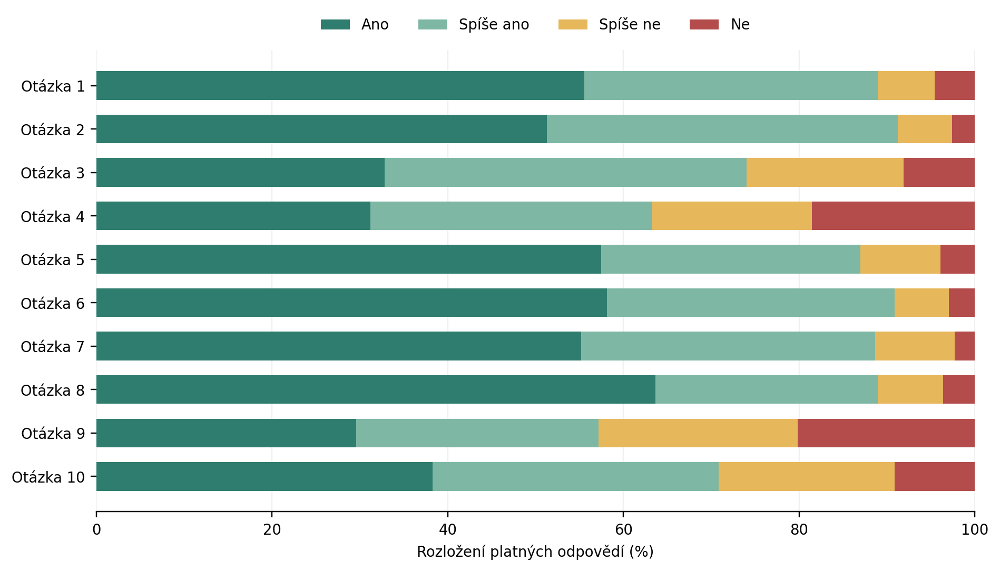 Ano Spíše ano Spíše ne Ne
Otázka 1
Otázka 2
Otázka 3
Otázka 4
Otázka 5
Otázka 6
Otázka 7
Otázka 8
Otázka 9
Otázka 10
0 20 40 60 80 100
Rozložení platných odpovědí (%)